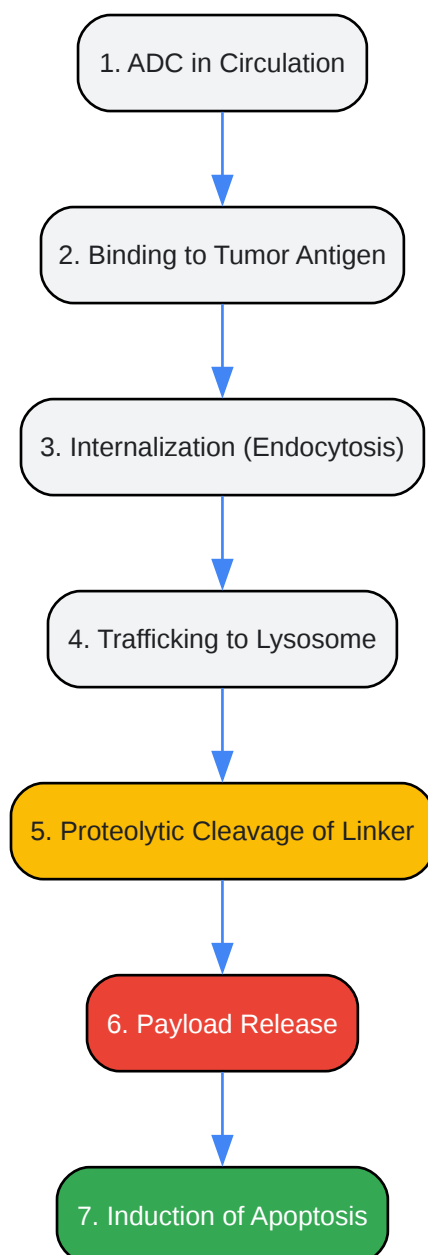 1. ADC in Circulation
2. Binding to Tumor Antigen
3. Internalization (Endocytosis)
4. Trafficking to Lysosome
5. Proteolytic Cleavage of Linker
6. Payload Release
7. Induction of Apoptosis